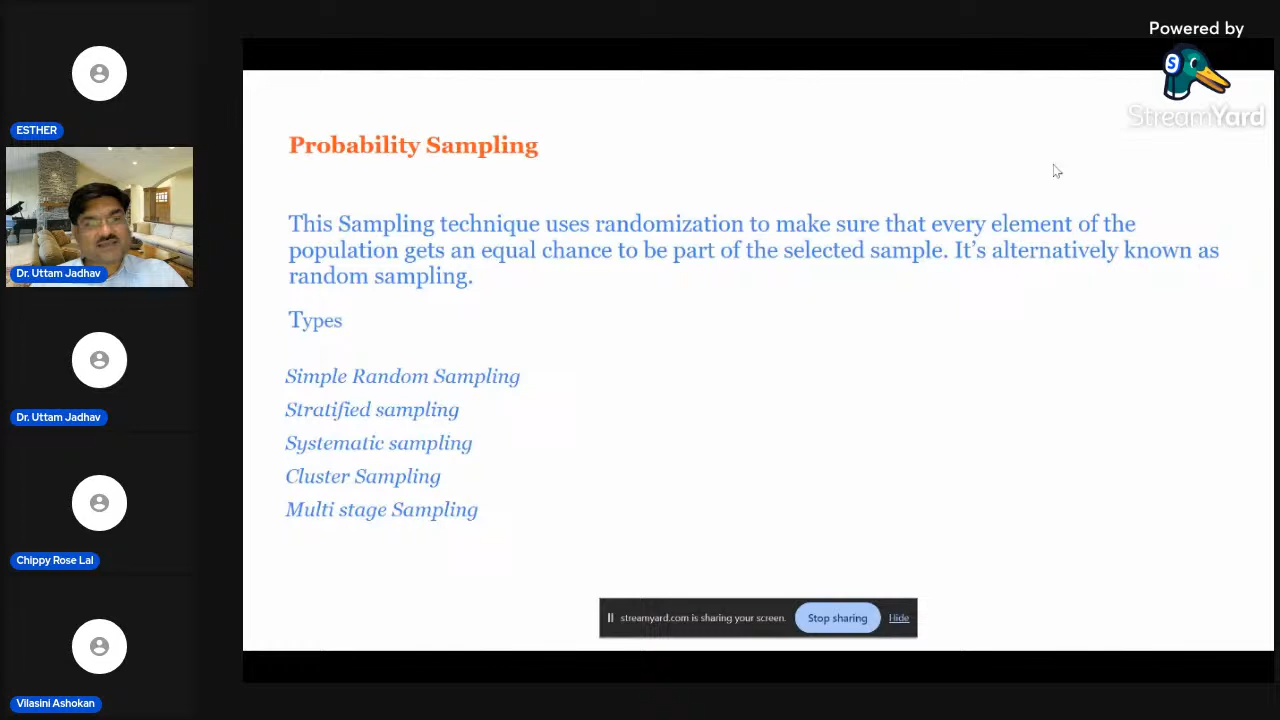 Powered by
StreamYard
ESTHER
Dr. Uttam Jadhav
Dr. Uttam Jadhav
Chippy Rose Lal
Vilasini Ashokan
Probability Sampling
This Sampling technique uses randomization to make sure that every element of the
population gets an equal chance to be part of the selected sample. It’s alternatively known as
random sampling.
Types
Simple Random Sampling
Stratified sampling
Systematic sampling
Cluster Sampling
Multi stage Sampling
streamyard.com is sharing your screen.
Stop sharing
Hide